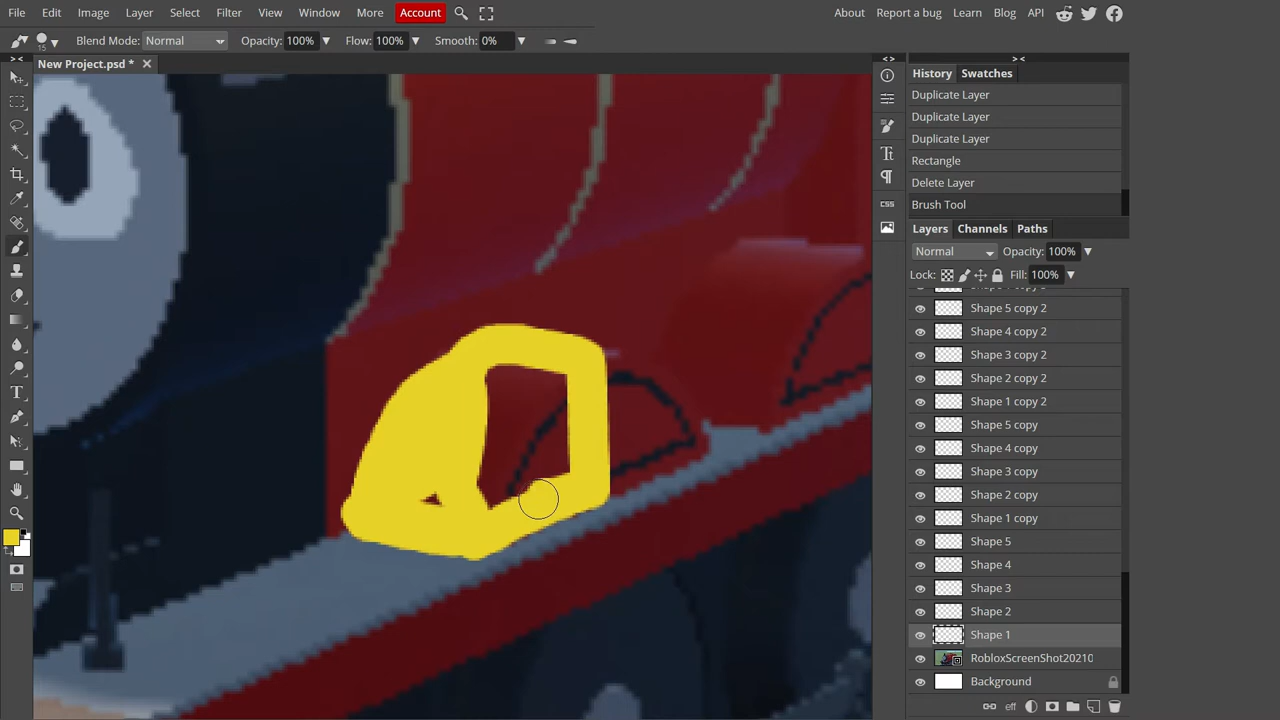 File Edit Image Layer Select Filter View Window More Account About Report a bug Learn Blog API
15 Blend Mode: Normal Opacity: 100% Flow: 100% Smooth: 0%
New Project.psd *
History Swatches
Duplicate Layer
Duplicate Layer
Duplicate Layer
Rectangle
Delete Layer
Brush Tool
Layers Channels Paths
Normal Opacity: 100%
Lock: Fill: 100%
Shape 5 copy 2
Shape 4 copy 2
Shape 3 copy 2
Shape 2 copy 2
Shape 1 copy 2
Shape 5 copy
Shape 4 copy
Shape 3 copy
Shape 2 copy
Shape 1 copy
Shape 5
Shape 4
Shape 3
Shape 2
Shape 1
RobloxScreenShot20210
Background
CSS
eff